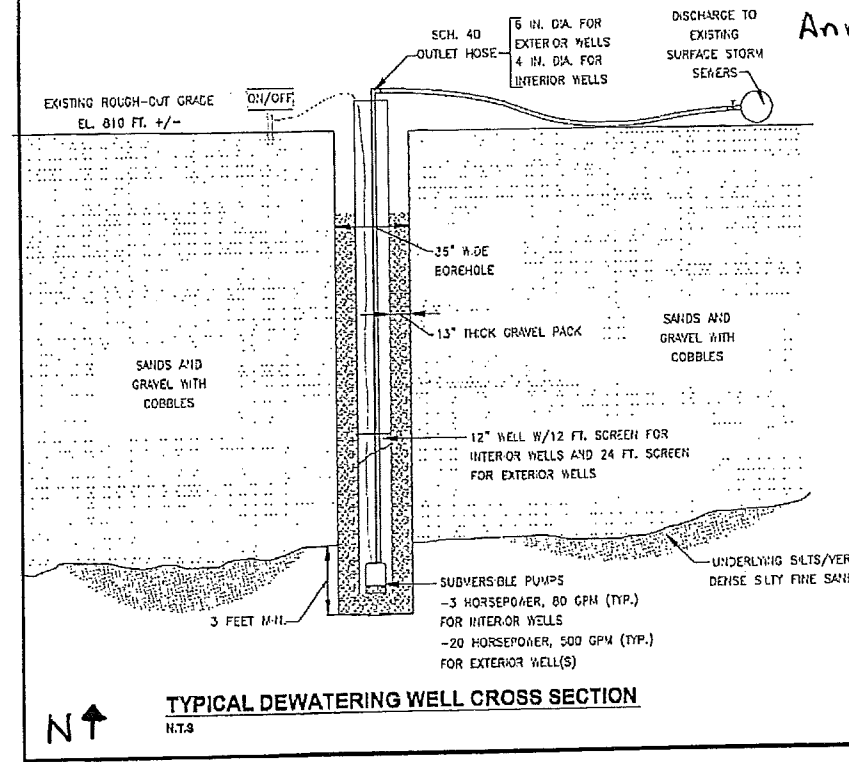 SCH. 40
OUTLET HOSE
6 IN. DIA. FOR
EXTERIOR WELLS
4 IN. DIA. FOR
INTERIOR WELLS
DISCHARGE TO
EXISTING
SURFACE STORM
SEWERS
EXISTING ROUGH-CUT GRADE
EL. 810 FT. +/-
ON/OFF
35" WIDE
BOREHOLE
13" THICK GRAVEL PACK
SANDS AND
GRAVEL WITH
COBBLES
SANDS AND
GRAVEL WITH
COBBLES
12" WELL W/12 FT. SCREEN FOR
INTERIOR WELLS AND 24 FT. SCREEN
FOR EXTERIOR WELLS
UNDERLYING SILTS/VER
DENSE SILTY FINE SAN
SUBMERSIBLE PUMPS
-3 HORSEPOWER, 80 GPM (TYP.)
FOR INTERIOR WELLS
-20 HORSEPOWER, 500 GPM (TYP.)
FOR EXTERIOR WELL(S)
3 FEET MIN.
N
TYPICAL DEWATERING WELL CROSS SECTION
N.T.S